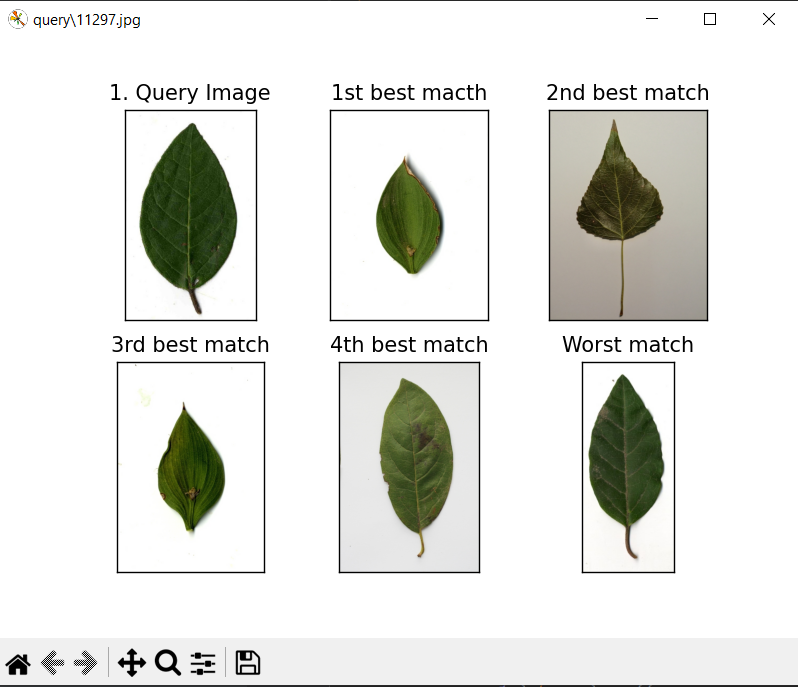 query\11297.jpg
1. Query Image
1st best macth
2nd best match
3rd best match
4th best match
Worst match